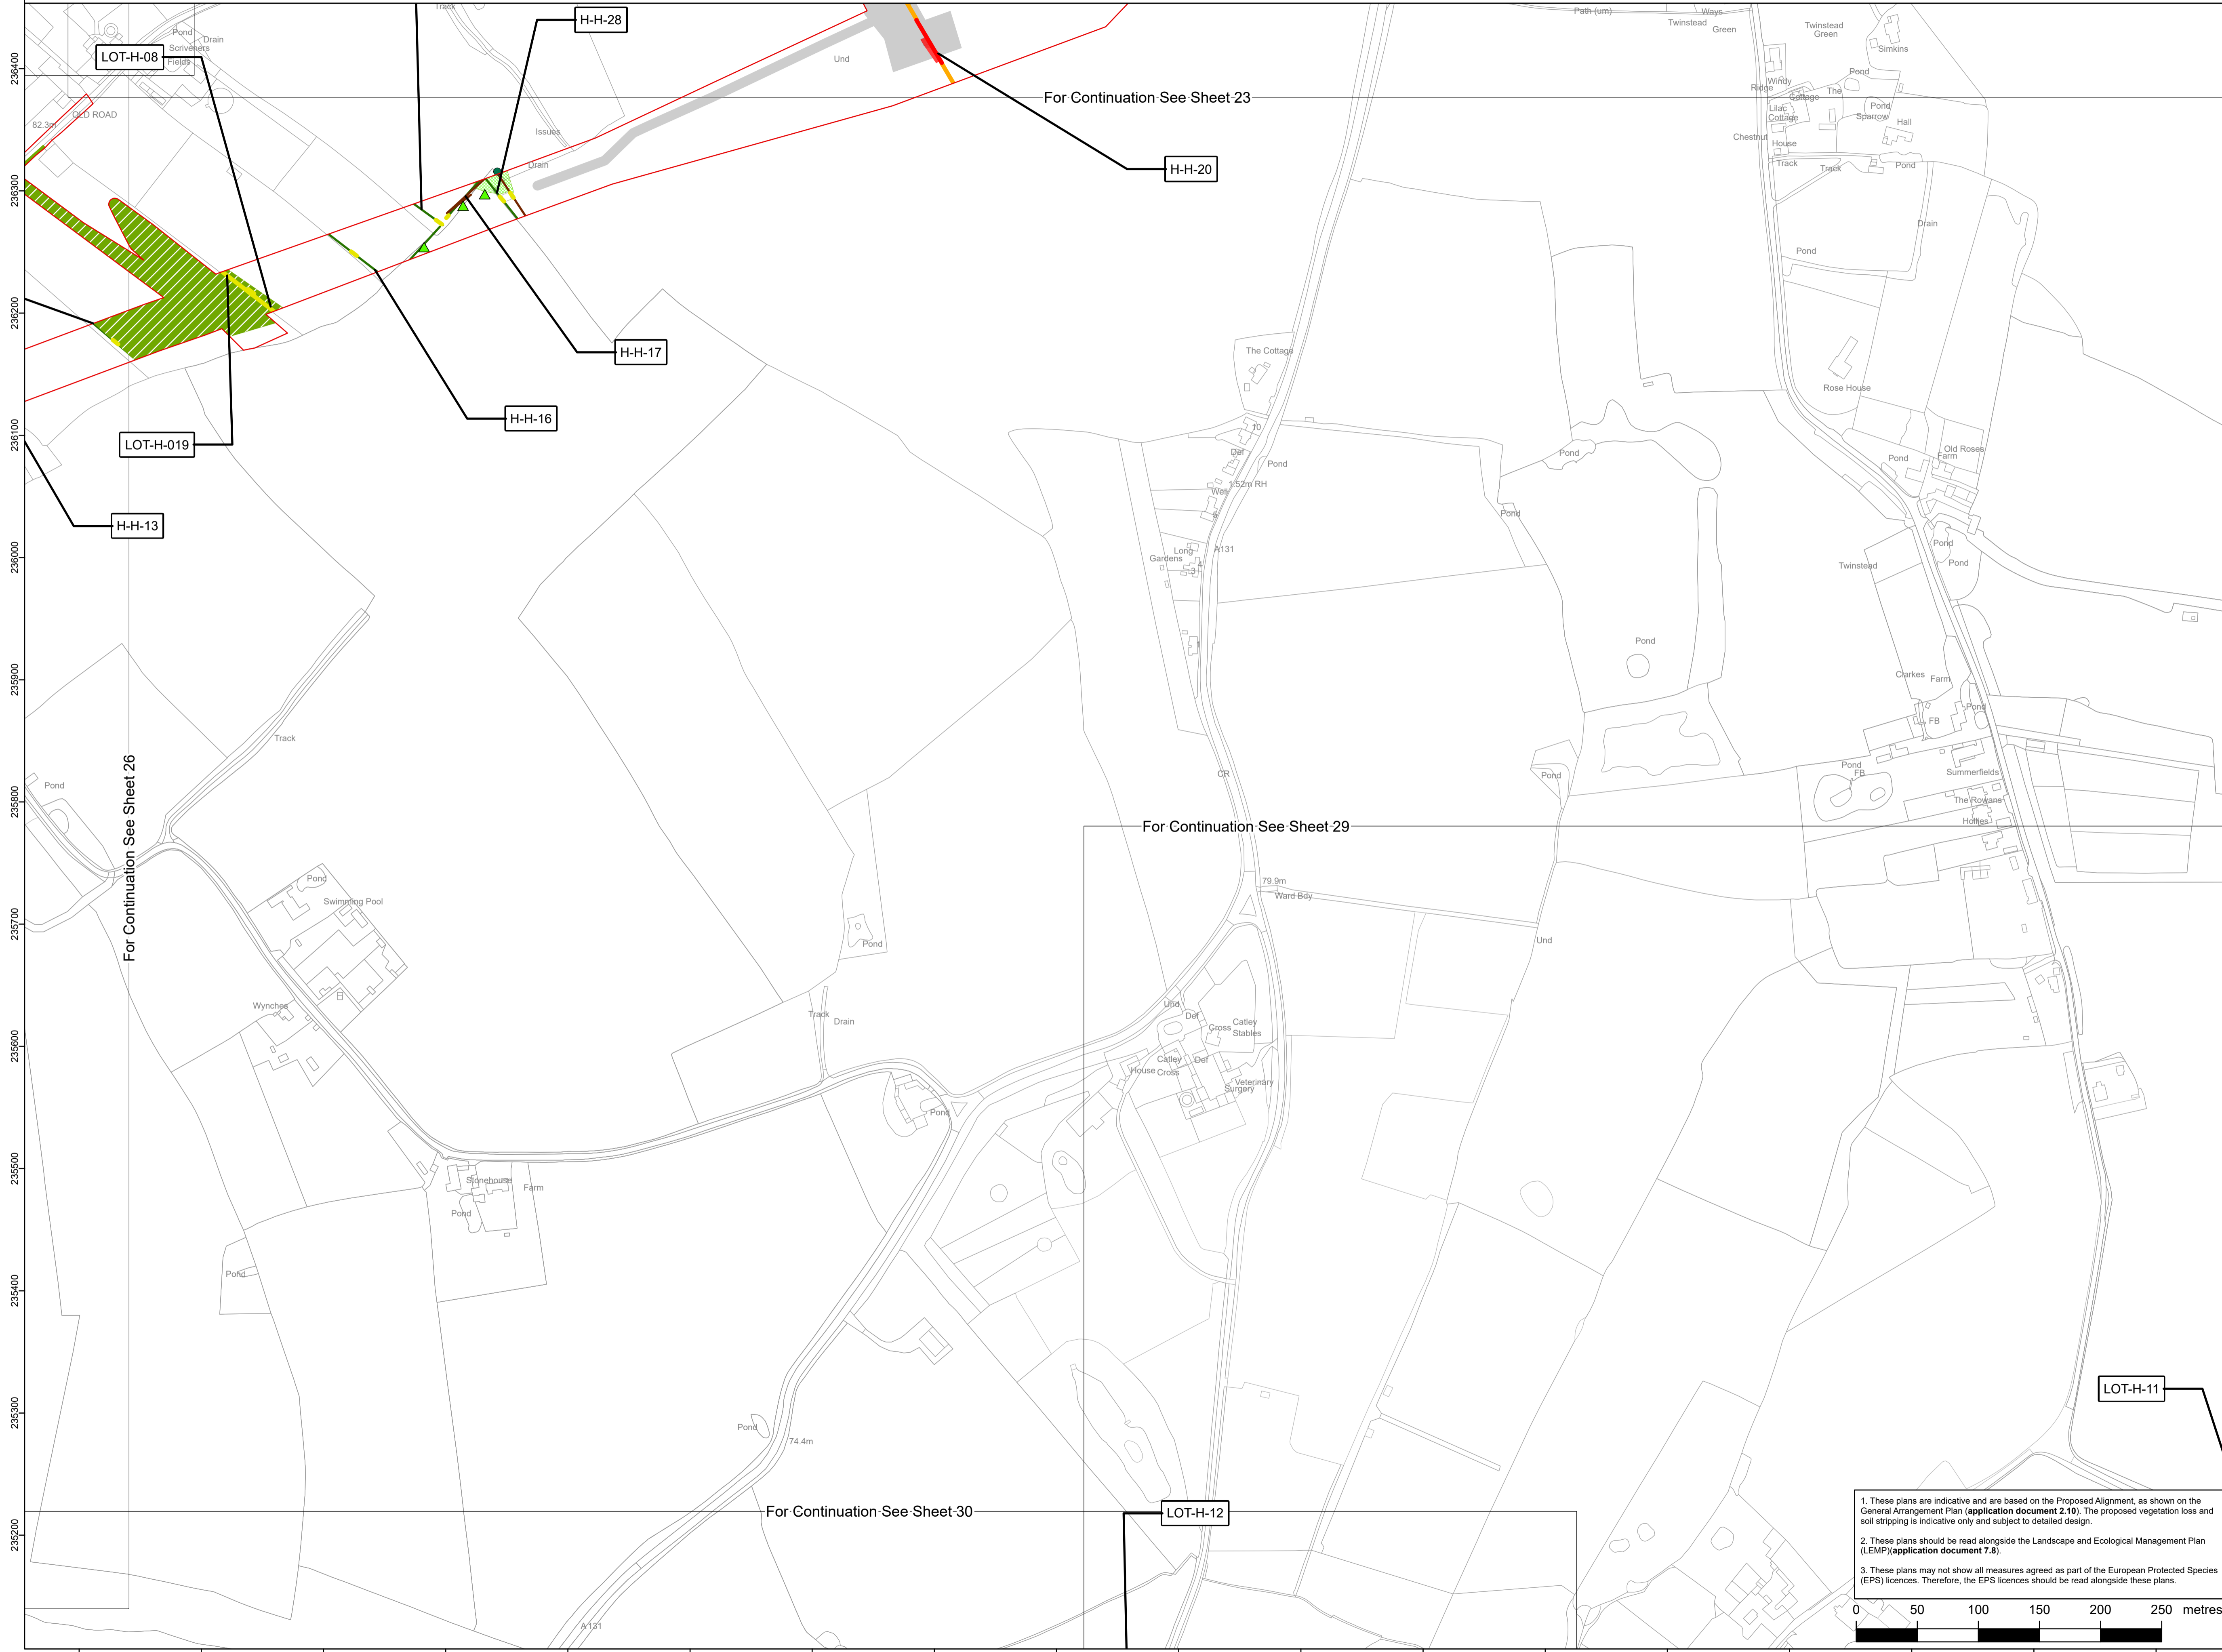 Track
H-H-28
LOT-H-08
Pond
Drain
Scriveners
Fields
OLD ROAD
82.3m
Issues
Drain
Und
H-H-20
For Continuation See Sheet 23
Path (um)
Ways
Twinstead
Green
Twinstead
Green
Simkins
Pond
Windy
Ridge
Cottage
The
Lilac
Cottage
Pond
Sparrow
Hall
Chestnut
House
Track
Track
Pond
Drain
Pond
H-H-17
H-H-16
LOT-H-019
H-H-13
The Cottage
Rose House
10
Def
Pond
1.52m RH
Well
5
Long
Gardens
4
3
A131
1
Pond
Pond
Pond
Old Roses
Farm
Pond
Pond
Twinstead
Pond
Clarkes
Farm
Pond
FB
Track
Pond
CR
Pond
Pond
FB
Summerfields
The Rowans
Hollies
For Continuation See Sheet 26
For Continuation See Sheet 29
79.9m
Ward Bdy
Und
Pond
Swimming Pool
Pond
Wynches
Track
Drain
Und
Def
Cross
Catley
Stables
Catley
Cross
Def
House
Veterinary
Surgery
Pond
Stonehouse
Farm
Pond
Pond
Pond
74.4m
LOT-H-11
For Continuation See Sheet 30
LOT-H-12
A 131
236400
236300
236200
236100
236000
235900
235800
235700
235600
235500
235400
235300
235200
1. These plans are indicative and are based on the Proposed Alignment, as shown on the
General Arrangement Plan (application document 2.10). The proposed vegetation loss and
soil stripping is indicative only and subject to detailed design.
2. These plans should be read alongside the Landscape and Ecological Management Plan
(LEMP)(application document 7.8).
3. These plans may not show all measures agreed as part of the European Protected Species
(EPS) licences. Therefore, the EPS licences should be read alongside these plans.
0 50 100 150 200 250 metres